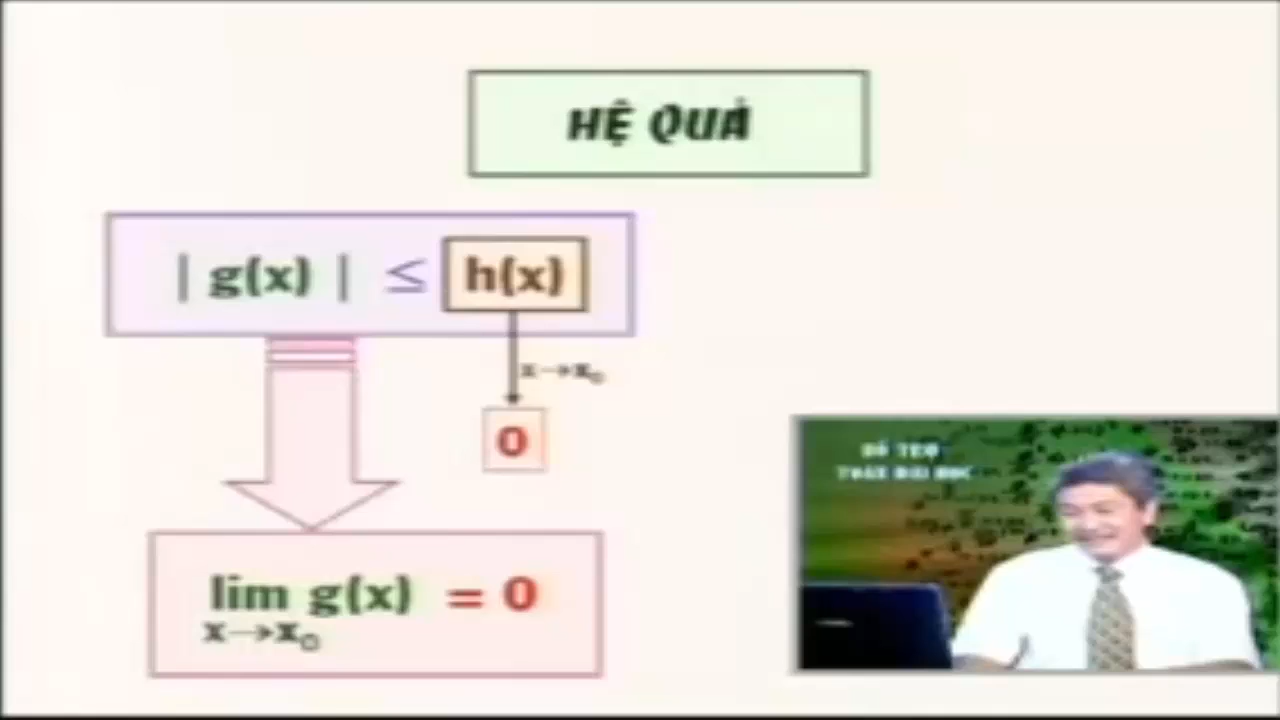 HỆ QUẢ
| g(x) | ≤ h(x)
x→x₀
0
lim g(x) = 0
x→x₀